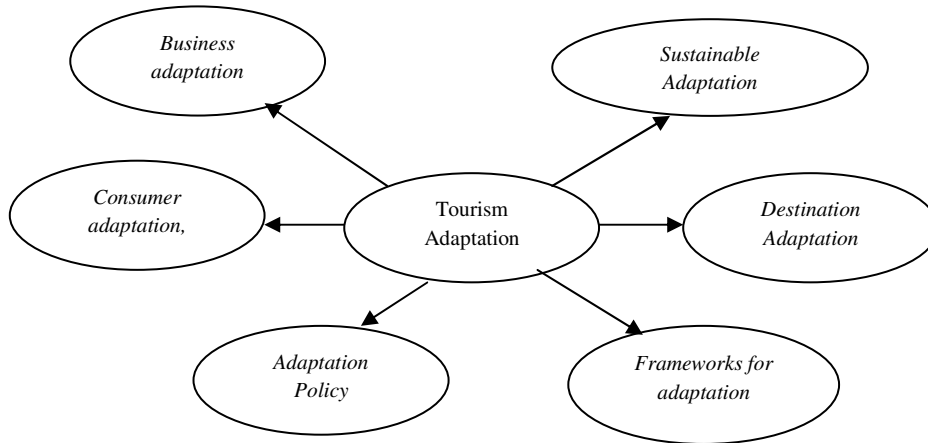 Business
adaptation
Sustainable
Adaptation
Consumer
adaptation,
Tourism
Adaptation
Destination
Adaptation
Adaptation
Policy
Frameworks for
adaptation